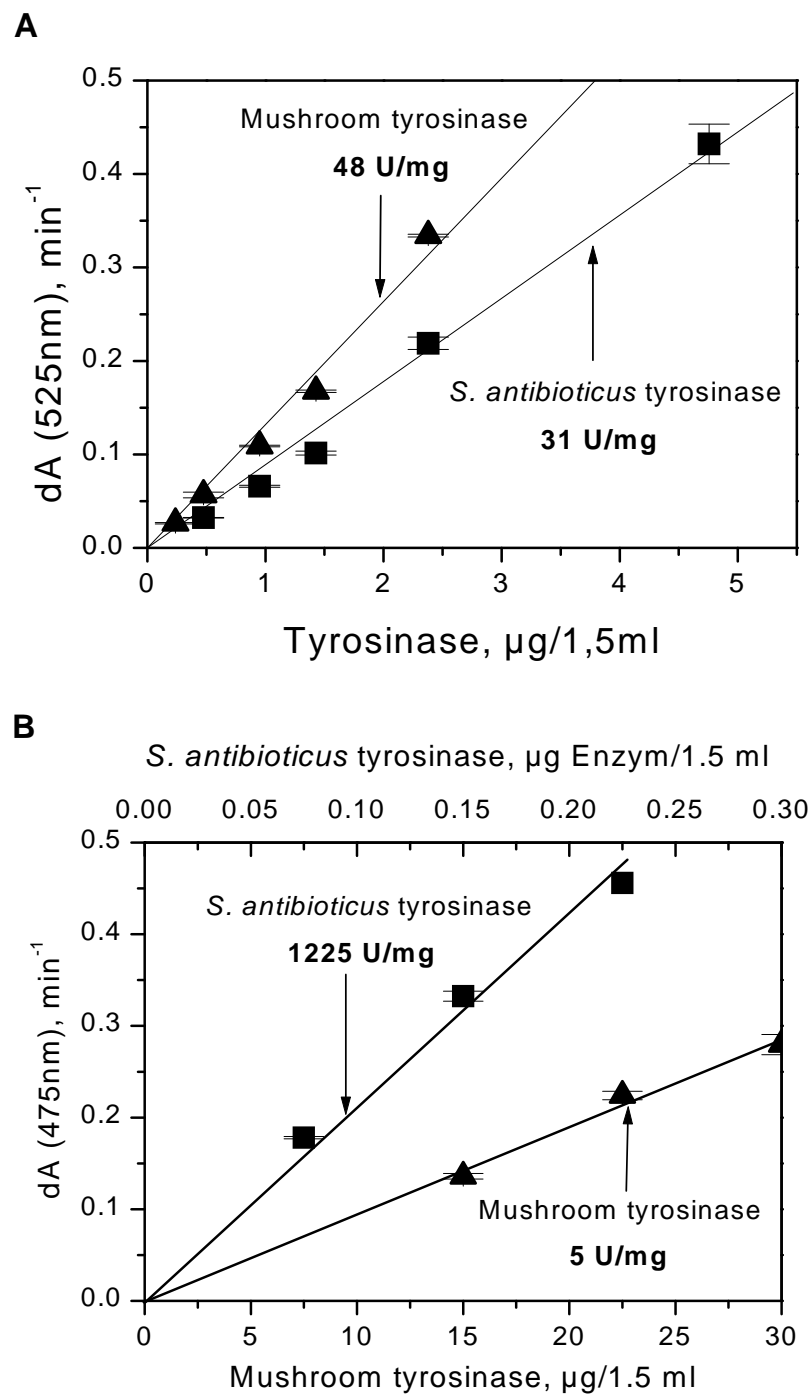 A
0.5
0.4
0.3
0.2
0.1
0.0
dA (525nm), min⁻¹
Mushroom tyrosinase
48 U/mg
S. antibioticus tyrosinase
31 U/mg
0 1 2 3 4 5
Tyrosinase, µg/1,5ml
B
S. antibioticus tyrosinase, µg Enzym/1.5 ml
0.00 0.05 0.10 0.15 0.20 0.25 0.30
0.5
0.4
0.3
0.2
0.1
0.0
dA (475nm), min⁻¹
S. antibioticus tyrosinase
1225 U/mg
Mushroom tyrosinase
5 U/mg
0 5 10 15 20 25 30
Mushroom tyrosinase, µg/1.5 ml